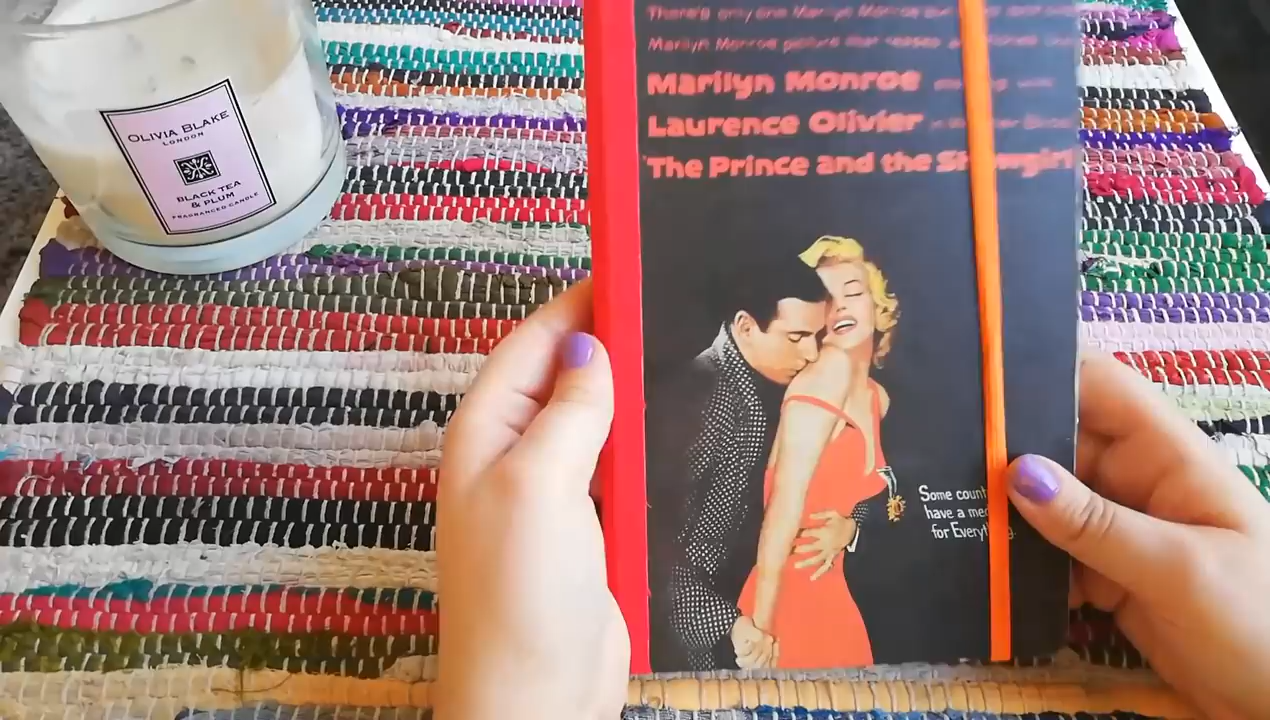 OLIVIA BLAKE
LONDON
BLACK TEA
& PLUM
FRAGRANCED CANDLE
There's only one Marilyn Monroe
Marilyn Monroe picture that teases
Marilyn Monroe
Laurence Olivier
The Prince and the Showgirl
Some count
have a med
for Everyth g.